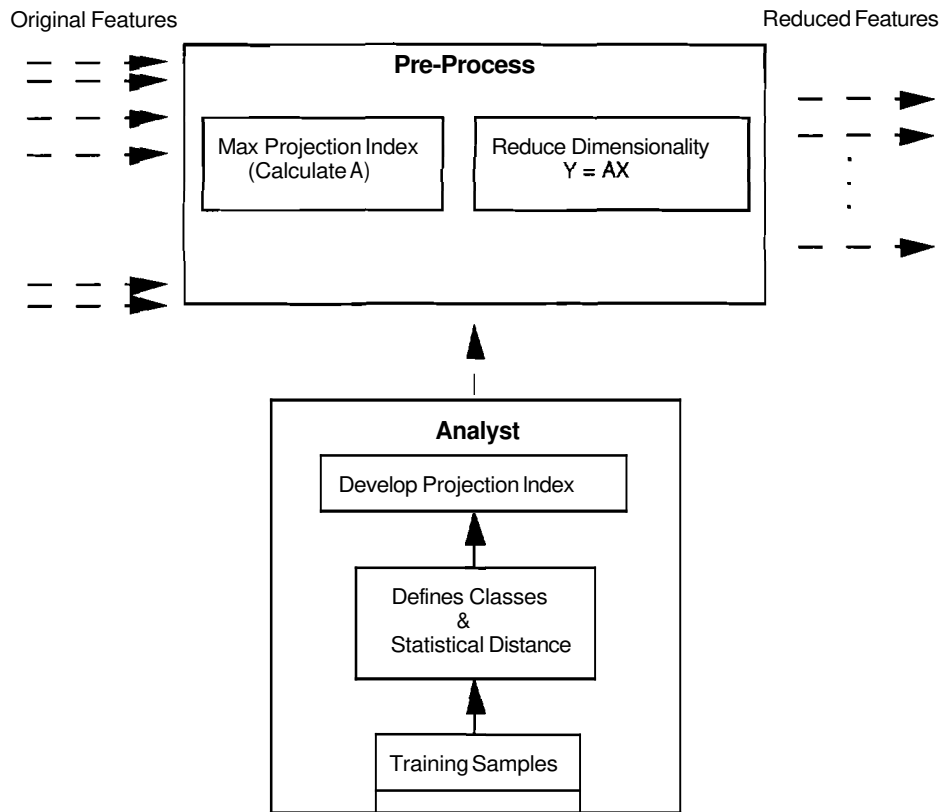 Original Features
Reduced Features
Pre-Process
Max Projection Index
(Calculate A)
Reduce Dimensionality
Y = AX
Analyst
Develop Projection Index
Defines Classes
&
Statistical Distance
Training Samples